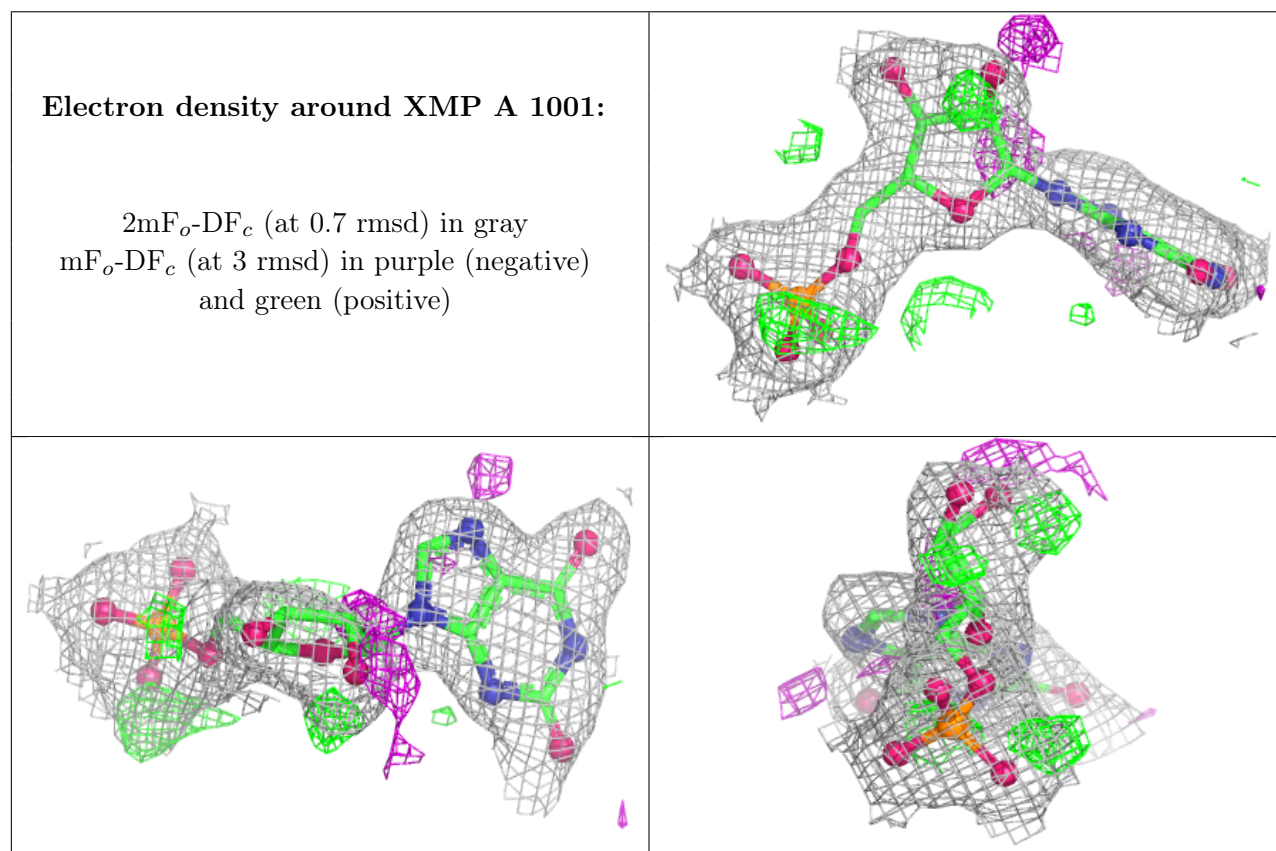 Electron density around XMP A 1001:
2mFo-DFc (at 0.7 rmsd) in gray
mFo-DFc (at 3 rmsd) in purple (negative)
and green (positive)